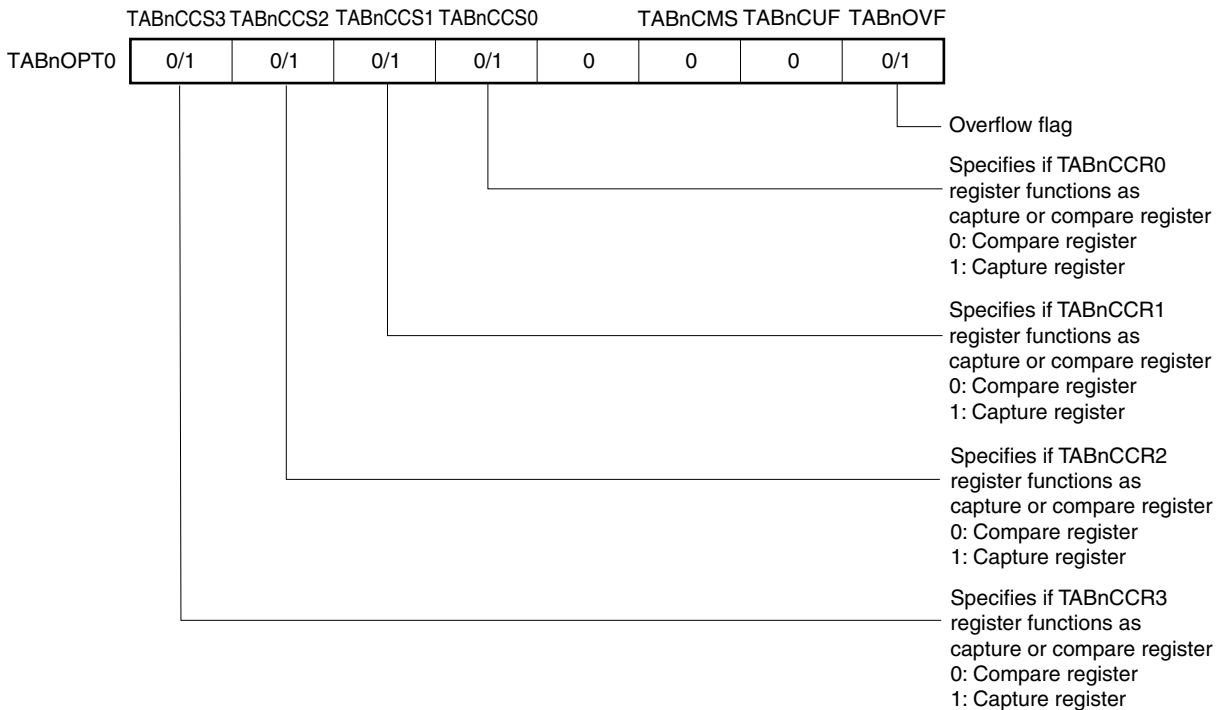 TABnCCS3 TABnCCS2 TABnCCS1 TABnCCS0 TABnCMS TABnCUF TABnOVF
TABnOPT0 0/1 0/1 0/1 0/1 0 0 0 0/1
Overflow flag
Specifies if TABnCCR0
register functions as
capture or compare register
0: Compare register
1: Capture register
Specifies if TABnCCR1
register functions as
capture or compare register
0: Compare register
1: Capture register
Specifies if TABnCCR2
register functions as
capture or compare register
0: Compare register
1: Capture register
Specifies if TABnCCR3
register functions as
capture or compare register
0: Compare register
1: Capture register